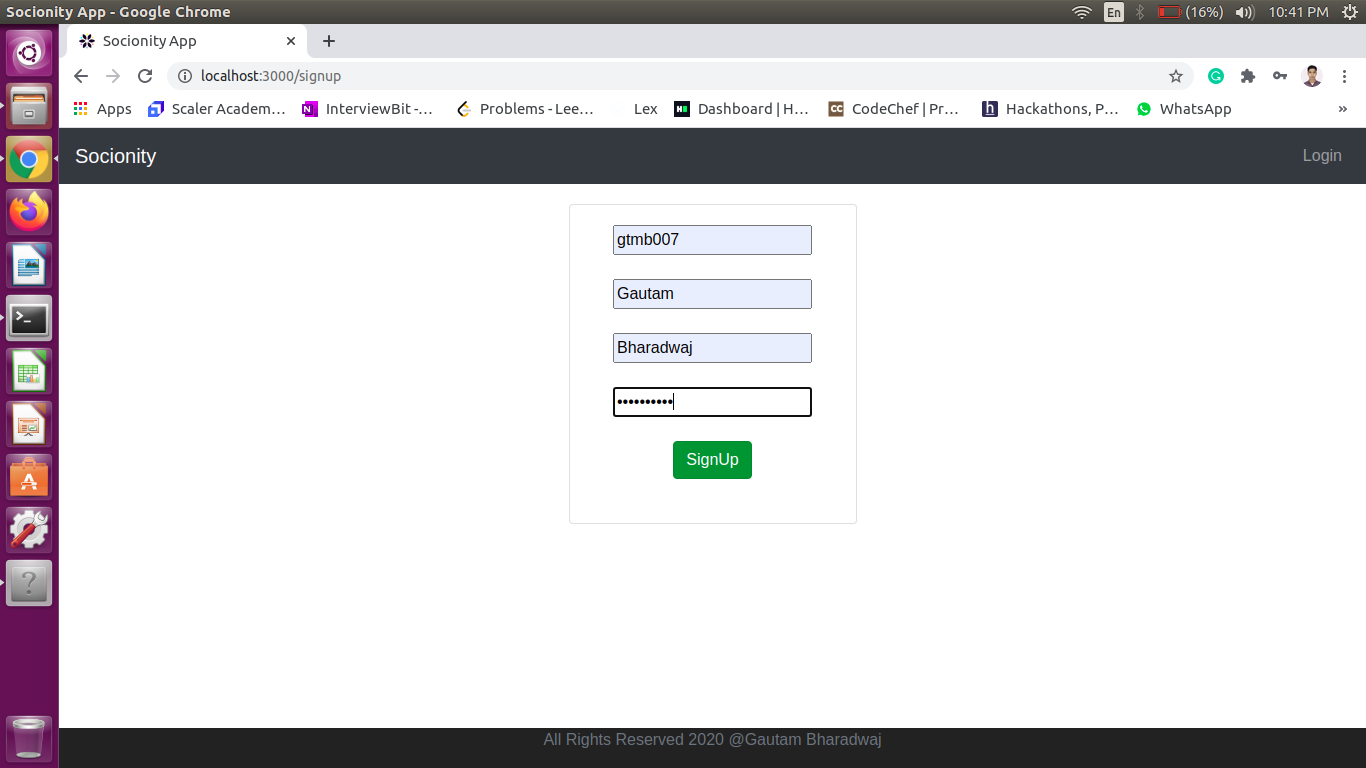 Socionity App - Google Chrome
En (16%) 10:41 PM
Socionity App
localhost:3000/signup
Apps Scaler Academ... InterviewBit -... Problems - Lee... Lex Dashboard | H... CodeChef | Pr... Hackathons, P... WhatsApp »
Socionity Login
gtmb007
Gautam
Bharadwaj
••••••••••
SignUp
All Rights Reserved 2020 @Gautam Bharadwaj